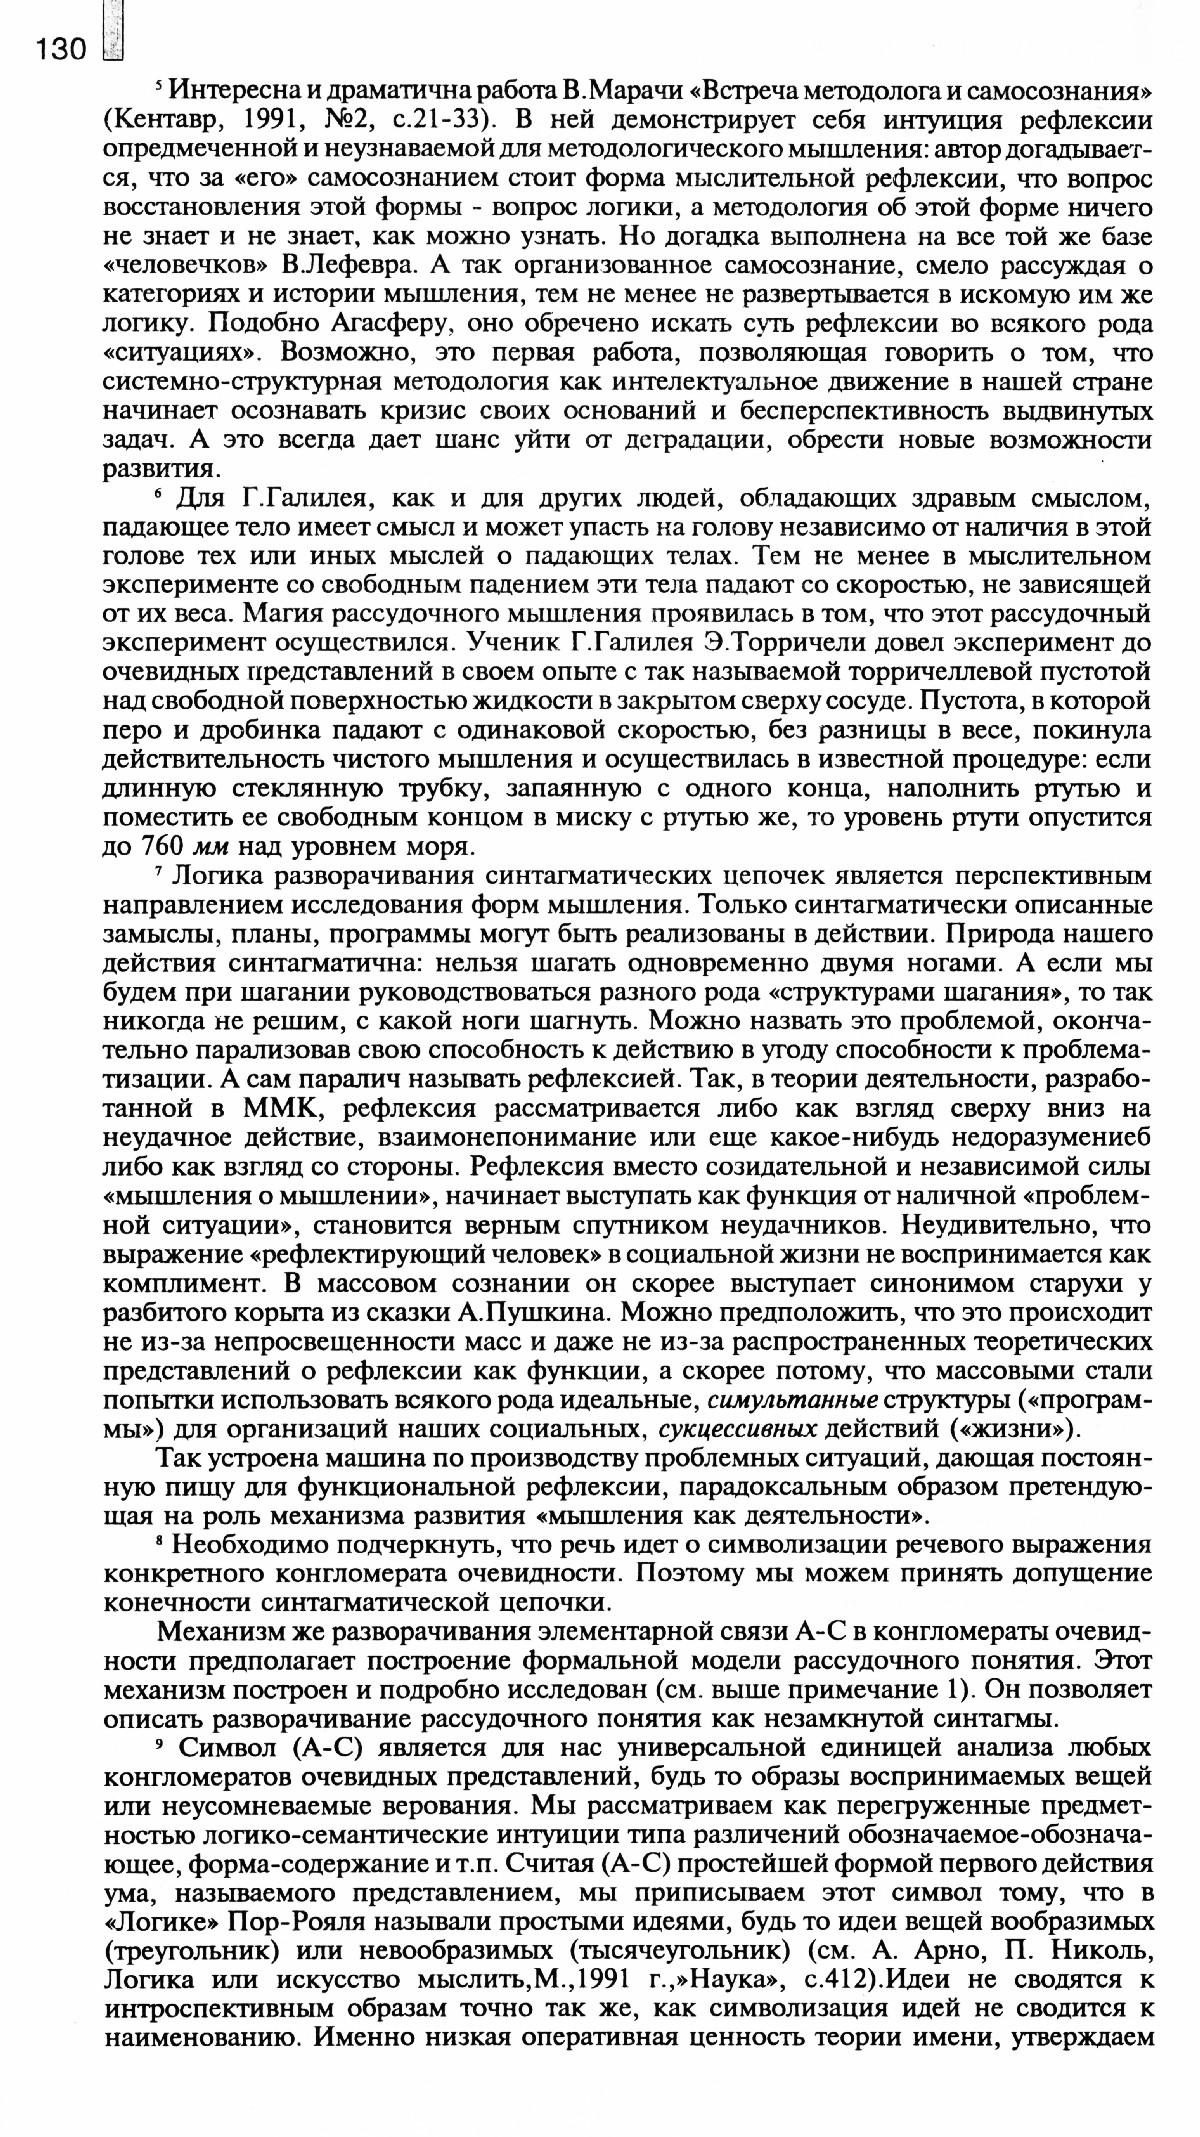 130
⁵ Интересна и драматична работа В.Марачи «Встреча методолога и самосознания»
(Кентавр, 1991, №2, с.21-33). В ней демонстрирует себя интуиция рефлексии
опредмеченной и неузнаваемой для методологического мышления: автор догадывает-
ся, что за «его» самосознанием стоит форма мыслительной рефлексии, что вопрос
восстановления этой формы - вопрос логики, а методология об этой форме ничего
не знает и не знает, как можно узнать. Но догадка выполнена на все той же базе
«человечков» В.Лефевра. А так организованное самосознание, смело рассуждая о
категориях и истории мышления, тем не менее не развертывается в искомую им же
логику. Подобно Агасферу, оно обречено искать суть рефлексии во всякого рода
«ситуациях». Возможно, это первая работа, позволяющая говорить о том, что
системно-структурная методология как интелектуальное движение в нашей стране
начинает осознавать кризис своих оснований и бесперспективность выдвинутых
задач. А это всегда дает шанс уйти от деградации, обрести новые возможности
развития.
⁶ Для Г.Галилея, как и для других людей, обладающих здравым смыслом,
падающее тело имеет смысл и может упасть на голову независимо от наличия в этой
голове тех или иных мыслей о падающих телах. Тем не менее в мыслительном
эксперименте со свободным падением эти тела падают со скоростью, не зависящей
от их веса. Магия рассудочного мышления проявилась в том, что этот рассудочный
эксперимент осуществился. Ученик Г.Галилея Э.Торричели довел эксперимент до
очевидных представлений в своем опыте с так называемой торричеллевой пустотой
над свободной поверхностью жидкости в закрытом сверху сосуде. Пустота, в которой
перо и дробинка падают с одинаковой скоростью, без разницы в весе, покинула
действительность чистого мышления и осуществилась в известной процедуре: если
длинную стеклянную трубку, запаянную с одного конца, наполнить ртутью и
поместить ее свободным концом в миску с ртутью же, то уровень ртути опустится
до 760 мм над уровнем моря.
⁷ Логика разворачивания синтагматических цепочек является перспективным
направлением исследования форм мышления. Только синтагматически описанные
замыслы, планы, программы могут быть реализованы в действии. Природа нашего
действия синтагматична: нельзя шагать одновременно двумя ногами. А если мы
будем при шагании руководствоваться разного рода «структурами шагания», то так
никогда не решим, с какой ноги шагнуть. Можно назвать это проблемой, оконча-
тельно парализовав свою способность к действию в угоду способности к проблема-
тизации. А сам паралич называть рефлексией. Так, в теории деятельности, разрабо-
танной в ММК, рефлексия рассматривается либо как взгляд сверху вниз на
неудачное действие, взаимонепонимание или еще какое-нибудь недоразумениеб
либо как взгляд со стороны. Рефлексия вместо созидательной и независимой силы
«мышления о мышлении», начинает выступать как функция от наличной «проблем-
ной ситуации», становится верным спутником неудачников. Неудивительно, что
выражение «рефлектирующий человек» в социальной жизни не воспринимается как
комплимент. В массовом сознании он скорее выступает синонимом старухи у
разбитого корыта из сказки А.Пушкина. Можно предположить, что это происходит
не из-за непросвещенности масс и даже не из-за распространенных теоретических
представлений о рефлексии как функции, а скорее потому, что массовыми стали
попытки использовать всякого рода идеальные, симультанные структуры («програм-
мы») для организаций наших социальных, сукцессивных действий («жизни»).
Так устроена машина по производству проблемных ситуаций, дающая постоян-
ную пищу для функциональной рефлексии, парадоксальным образом претендую-
щая на роль механизма развития «мышления как деятельности».
⁸ Необходимо подчеркнуть, что речь идет о символизации речевого выражения
конкретного конгломерата очевидности. Поэтому мы можем принять допущение
конечности синтагматической цепочки.
Механизм же разворачивания элементарной связи А-С в конгломераты очевид-
ности предполагает построение формальной модели рассудочного понятия. Этот
механизм построен и подробно исследован (см. выше примечание 1). Он позволяет
описать разворачивание рассудочного понятия как незамкнутой синтагмы.
⁹ Символ (А-С) является для нас универсальной единицей анализа любых
конгломератов очевидных представлений, будь то образы воспринимаемых вещей
или неусомневаемые верования. Мы рассматриваем как перегруженные предмет-
ностью логико-семантические интуиции типа различений обозначаемое-обознача-
ющее, форма-содержание и т.п. Считая (А-С) простейшей формой первого действия
ума, называемого представлением, мы приписываем этот символ тому, что в
«Логике» Пор-Рояля называли простыми идеями, будь то идеи вещей вообразимых
(треугольник) или невообразимых (тысячеугольник) (см. А. Арно, П. Николь,
Логика или искусство мыслить,М.,1991 г.,»Наука», с.412).Идеи не сводятся к
интроспективным образам точно так же, как символизация идей не сводится к
наименованию. Именно низкая оперативная ценность теории имени, утверждаем